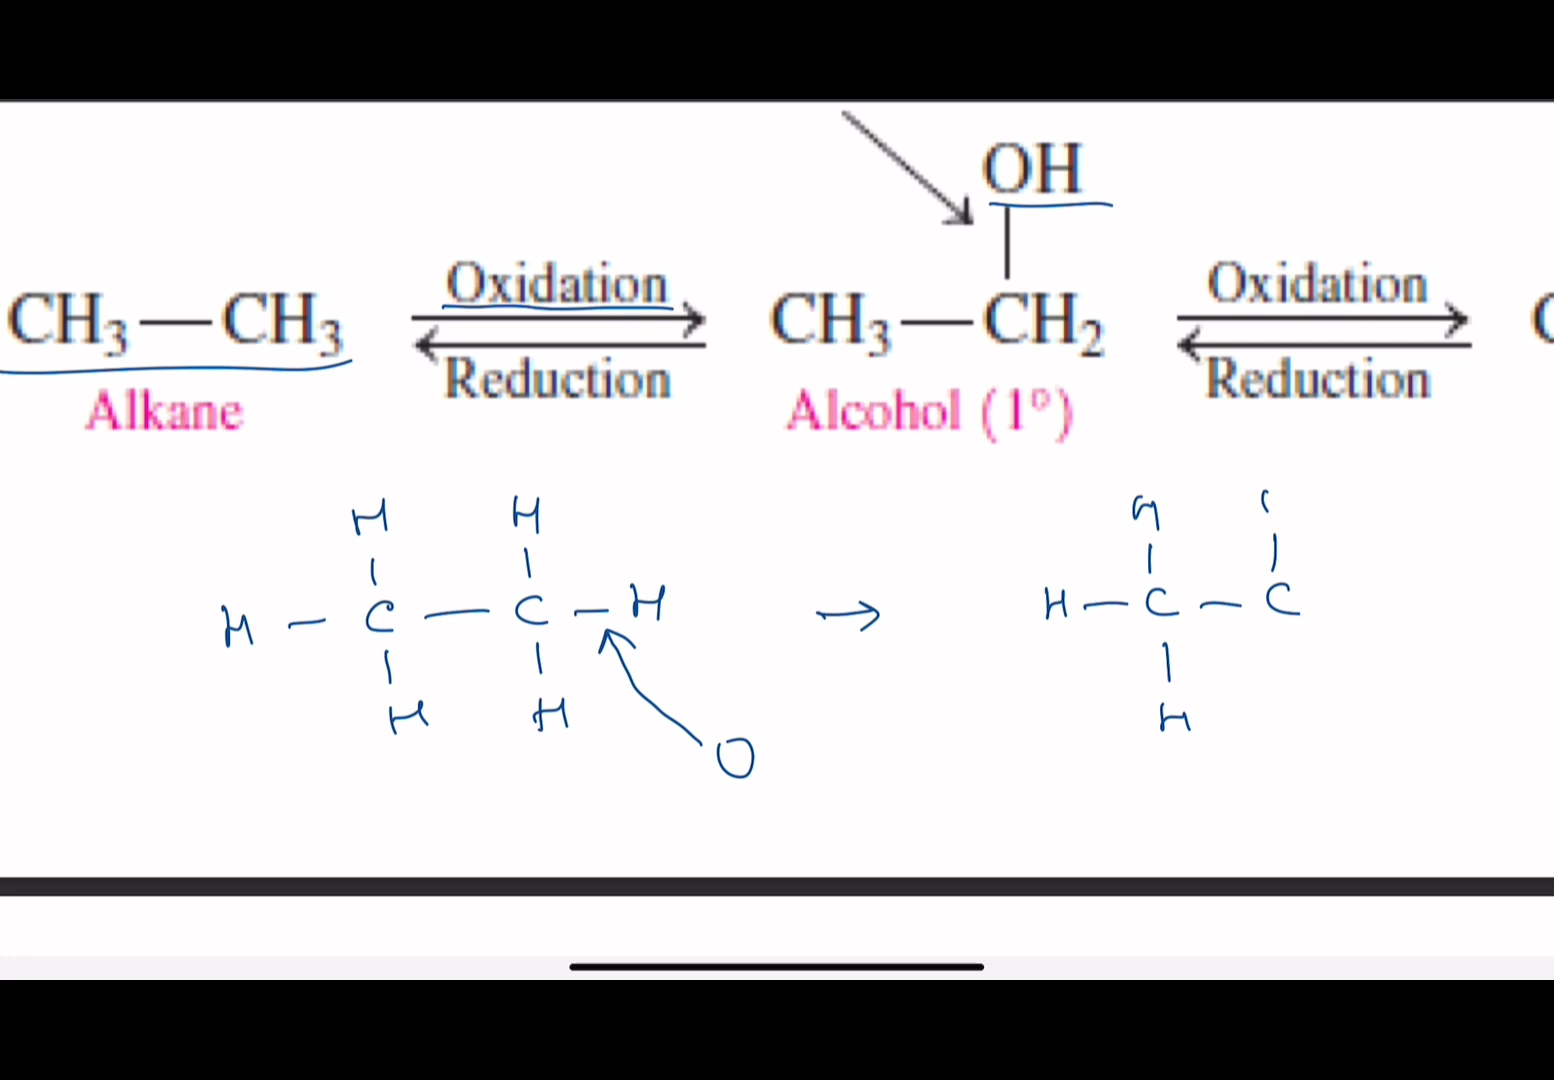 OH
CH₃—CH₃ Oxidation CH₃—CH₂ Oxidation
Reduction Reduction
Alkane Alcohol (1°)
H H H
H — C — C — H → H — C — C
H H H
O